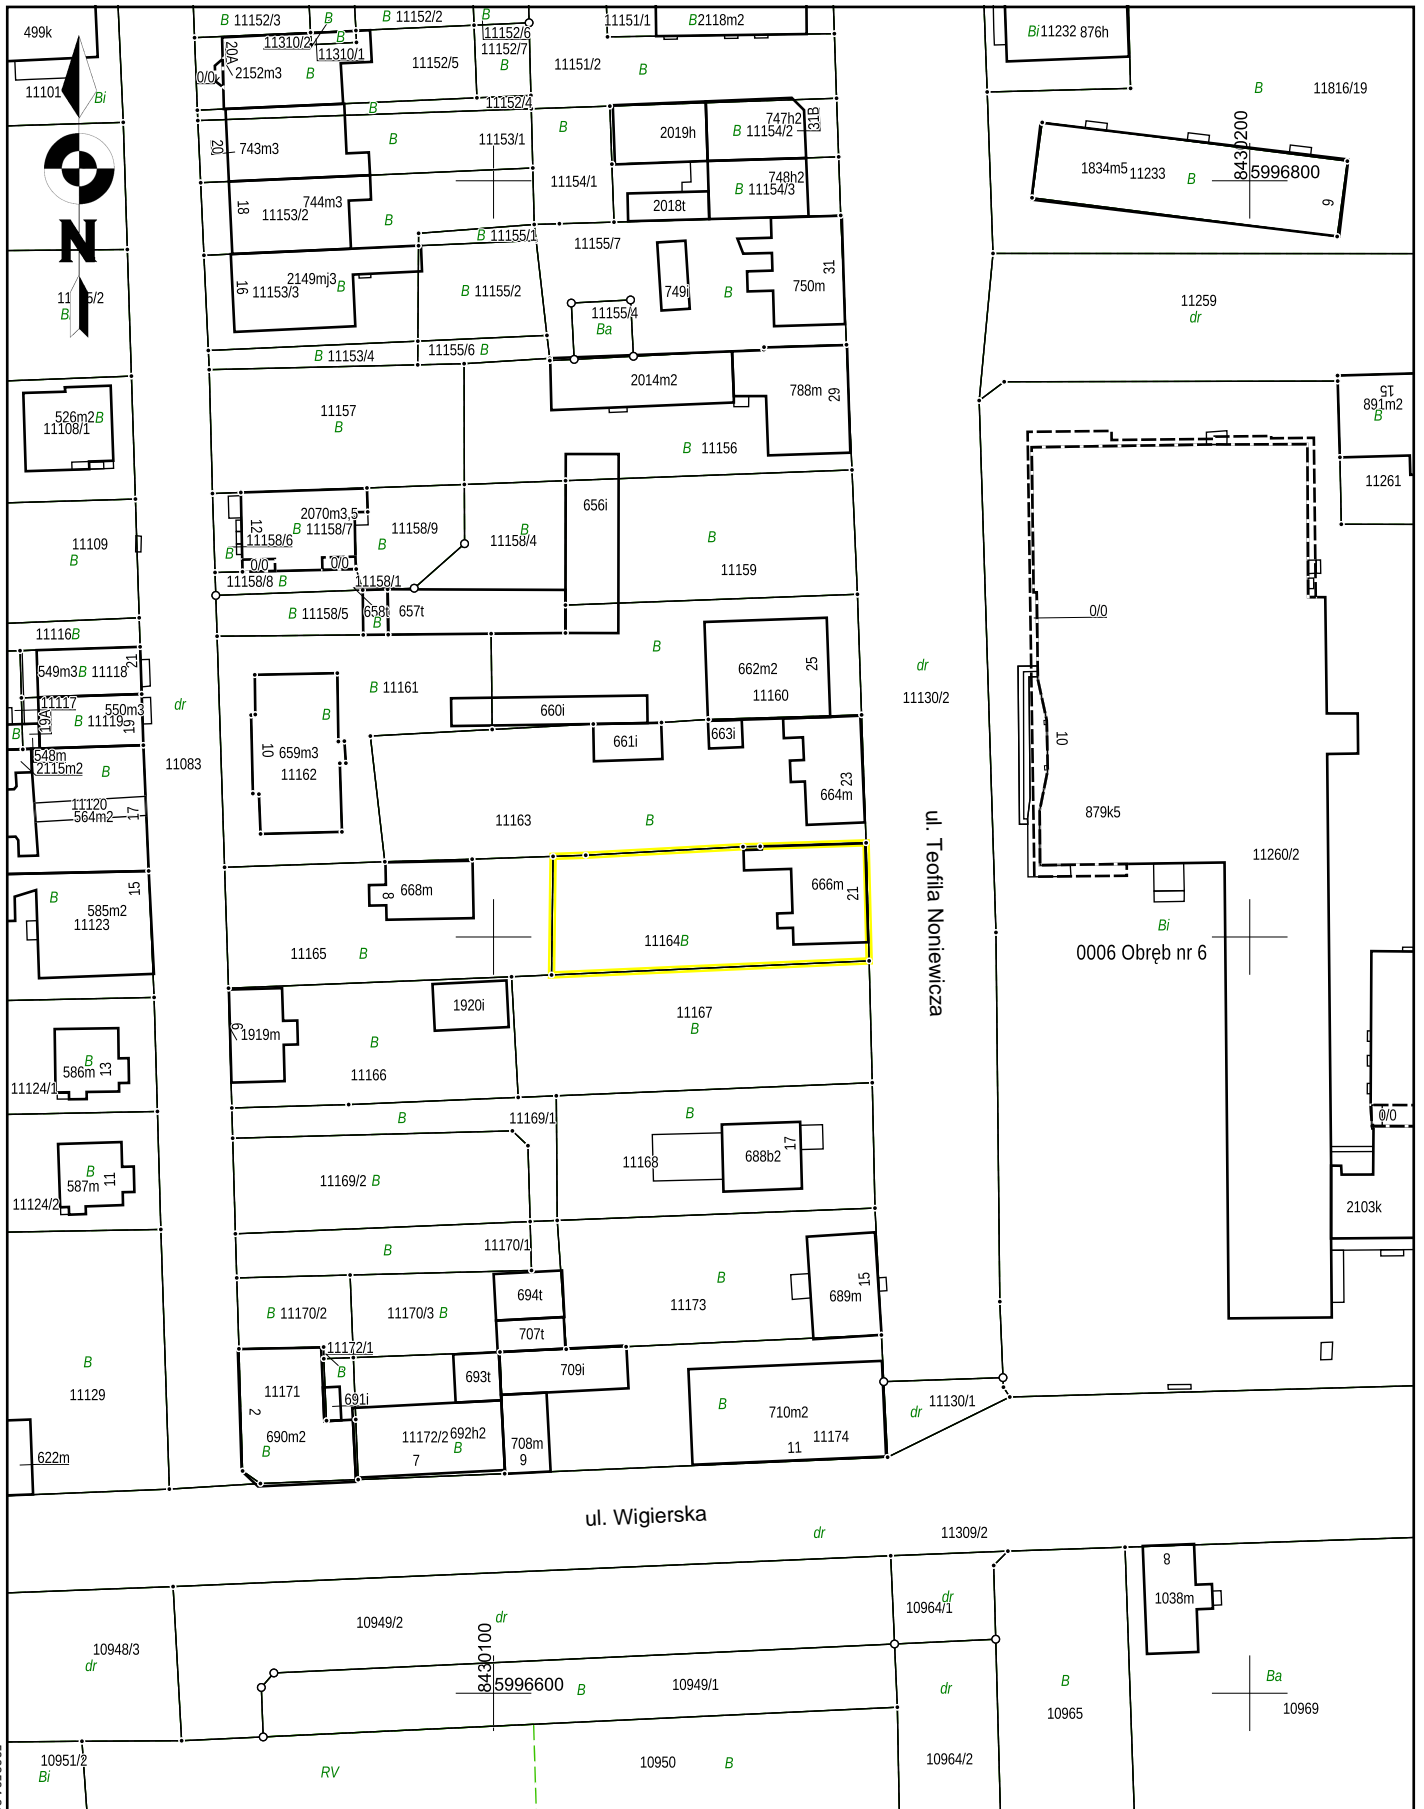 B 11152/3
B
B 11152/2
B
11152/6
11151/1
B2118m2
Bi11232 876h
499k
11310/2
B
11310/1
11152/7
20A
2152m3
B
11152/5
B
11151/2
B
0/0
11101
Bi
B
11152/4
B
11816/19
8430200
5996800
20
743m3
B
11153/1
B
2019h
747h2
31B
B 11154/2
1834m5
11233
B
9
18
744m3
11153/2
B
11154/1
748h2
B 11154/3
2018t
N
B 11155/1
11155/7
16
2149mj3
11153/3
B
B 11155/2
749i
B
31
750m
11259
dr
11155/4
Ba
B 11153/4
11155/6 B
2014m2
788m
29
15
891m2
B
526m2B
11108/1
11157
B
B 11156
11261
656i
12
2070m3,5
B
11158/7
11158/6
B
11158/9
B
B
11158/4
B
11159
11109
B
0/0
0/0
11158/8 B
11158/1
B 11158/5
658t
B
657t
0/0
11116B
B
549m3B 11118
21
662m2
25
11160
dr
11130/2
11117
550m3
19A
B 11119
19
dr
B 11161
B
660i
661i
663i
10
659m3
11162
B
548m
2115m2
B
11083
23
664m
10
879k5
11120
564m2
17
11163
B
ul. Teofila Noniewicza
11260/2
15
B
585m2
11123
668m
8
666m
21
Bi
11164B
11165
B
0006 Obręb nr 6
9
1919m
1920i
11167
B
B
11166
B
586m
13
11124/1
B
11169/1
B
0/0
B
587m
11
11124/2
11168
688b2
17
11169/2 B
2103k
B
11170/1
B
11173
15
689m
B 11170/2
11170/3 B
694t
707t
11172/1
B
B
11129
11171
691i
693t
709i
2
690m2
B
11172/2
692h2
B
7
708m
9
B
710m2
11174
11
11130/1
dr
622m
ul. Wigierska
dr
11309/2
8
1038m
10949/2
dr
10964/1
dr
10948/3
dr
8430100
5996600
B
10949/1
dr
B
10965
Ba
10969
10951/2
Bi
RV
10950
B
10964/2